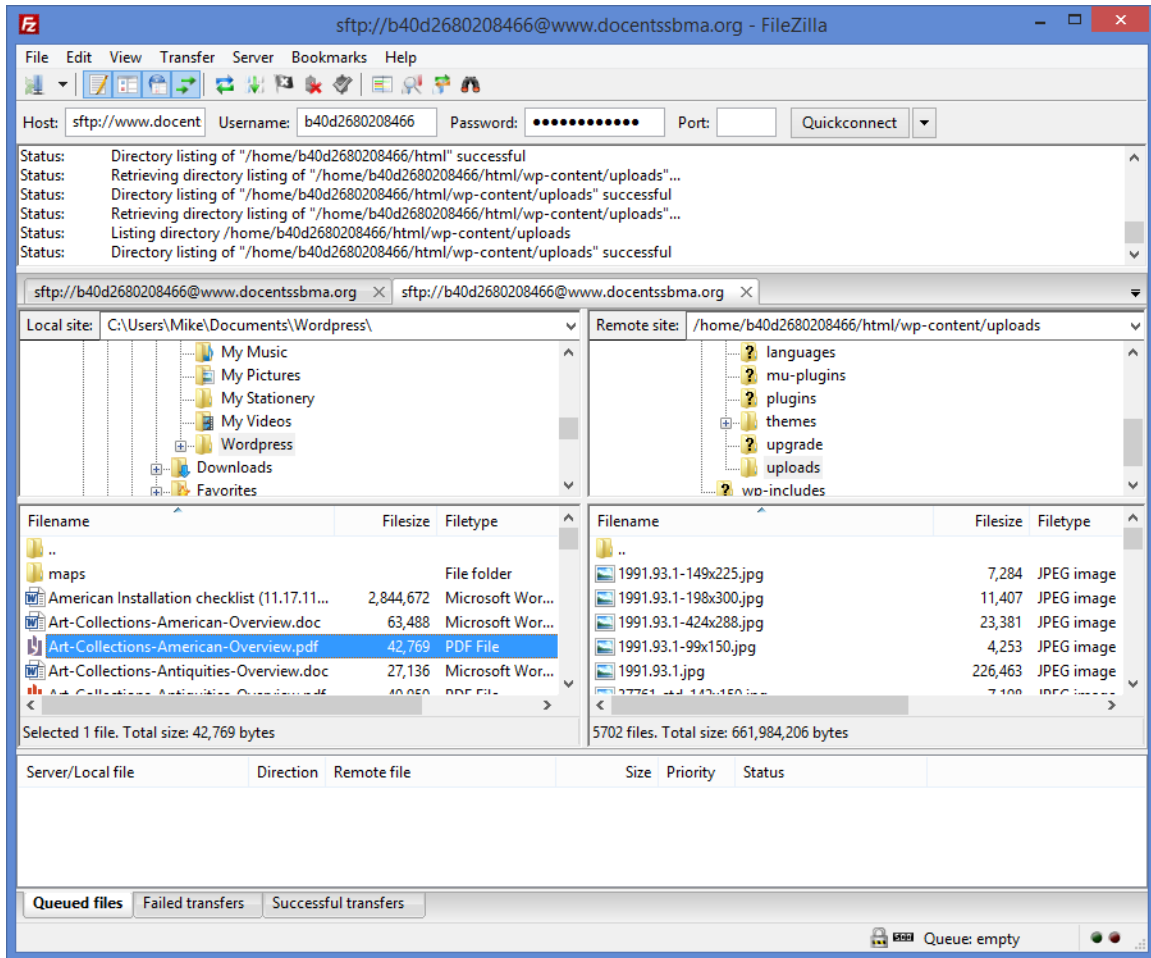 Fz sftp://b40d2680208466@www.docentssbma.org - FileZilla
File Edit View Transfer Server Bookmarks Help
Host: sftp://www.docent Username: b40d2680208466 Password: ●●●●●●●●●●●● Port: Quickconnect
Status: Directory listing of "/home/b40d2680208466/html" successful
Status: Retrieving directory listing of "/home/b40d2680208466/html/wp-content/uploads"...
Status: Directory listing of "/home/b40d2680208466/html/wp-content/uploads" successful
Status: Retrieving directory listing of "/home/b40d2680208466/html/wp-content/uploads"...
Status: Listing directory /home/b40d2680208466/html/wp-content/uploads
Status: Directory listing of "/home/b40d2680208466/html/wp-content/uploads" successful
sftp://b40d2680208466@www.docentssbma.org sftp://b40d2680208466@www.docentssbma.org
Local site: C:\Users\Mike\Documents\Wordpress\
My Music
My Pictures
My Stationery
My Videos
Wordpress
Downloads
Favorites
Remote site: /home/b40d2680208466/html/wp-content/uploads
languages
mu-plugins
plugins
themes
upgrade
uploads
wp-includes
Filename Filesize Filetype
..
maps File folder
American Installation checklist (11.17.11... 2,844,672 Microsoft Wor...
Art-Collections-American-Overview.doc 63,488 Microsoft Wor...
Art-Collections-American-Overview.pdf 42,769 PDF File
Art-Collections-Antiquities-Overview.doc 27,136 Microsoft Wor...
Art-Collections-Antiquities-Overview.pdf 40,950 PDF File
Selected 1 file. Total size: 42,769 bytes
Filename Filesize Filetype
..
1991.93.1-149x225.jpg 7,284 JPEG image
1991.93.1-198x300.jpg 11,407 JPEG image
1991.93.1-424x288.jpg 23,381 JPEG image
1991.93.1-99x150.jpg 4,253 JPEG image
1991.93.1.jpg 226,463 JPEG image
JPEG image
5702 files. Total size: 661,984,206 bytes
Server/Local file Direction Remote file Size Priority Status
Queued files Failed transfers Successful transfers
Queue: empty